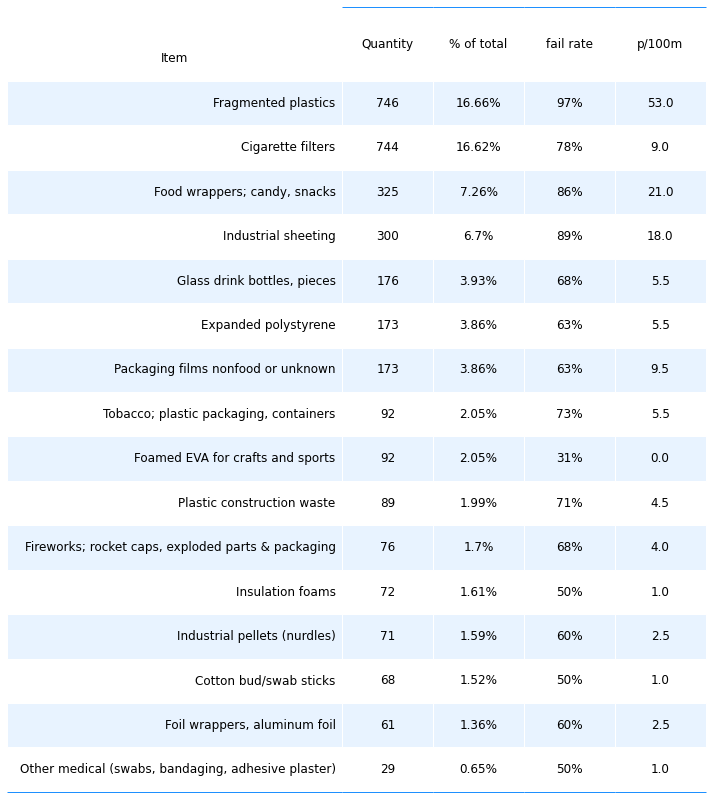 Item Quantity % of total fail rate p/100m
Fragmented plastics 746 16.66% 97% 53.0
Cigarette filters 744 16.62% 78% 9.0
Food wrappers; candy, snacks 325 7.26% 86% 21.0
Industrial sheeting 300 6.7% 89% 18.0
Glass drink bottles, pieces 176 3.93% 68% 5.5
Expanded polystyrene 173 3.86% 63% 5.5
Packaging films nonfood or unknown 173 3.86% 63% 9.5
Tobacco; plastic packaging, containers 92 2.05% 73% 5.5
Foamed EVA for crafts and sports 92 2.05% 31% 0.0
Plastic construction waste 89 1.99% 71% 4.5
Fireworks; rocket caps, exploded parts & packaging 76 1.7% 68% 4.0
Insulation foams 72 1.61% 50% 1.0
Industrial pellets (nurdles) 71 1.59% 60% 2.5
Cotton bud/swab sticks 68 1.52% 50% 1.0
Foil wrappers, aluminum foil 61 1.36% 60% 2.5
Other medical (swabs, bandaging, adhesive plaster) 29 0.65% 50% 1.0